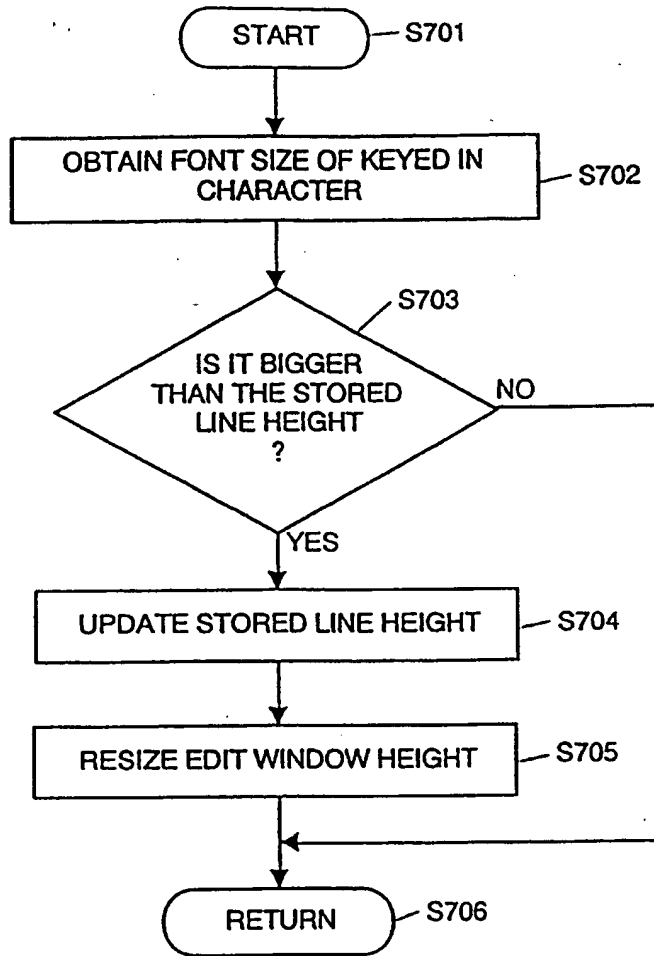 START
S701
OBTAIN FONT SIZE OF KEYED IN
CHARACTER
S702
S703
IS IT BIGGER
THAN THE STORED
LINE HEIGHT
?
NO
YES
UPDATE STORED LINE HEIGHT
S704
RESIZE EDIT WINDOW HEIGHT
S705
RETURN
S706